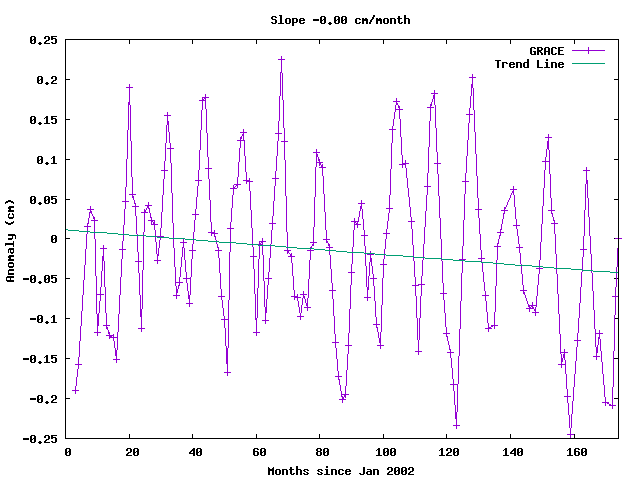 Slope -0.00 cm/month
GRACE
Trend Line
Anomaly (cm)
0.25
0.2
0.15
0.1
0.05
0
-0.05
-0.1
-0.15
-0.2
-0.25
0 20 40 60 80 100 120 140 160
Months since Jan 2002